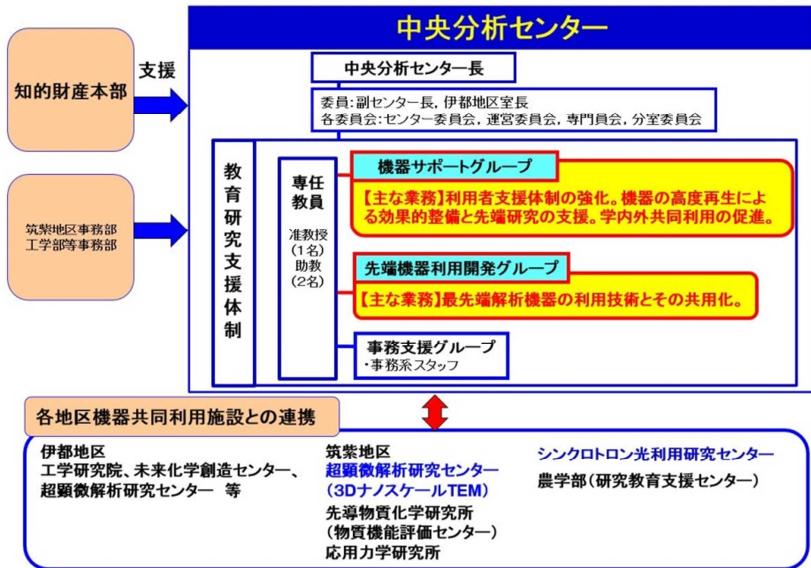 中央分析センター
知的財産本部
支援
中央分析センター長
委員:副センター長, 伊都地区室長
各委員会:センター委員会, 運営委員会, 専門員会, 分室委員会
筑紫地区事務部
工学部等事務部
教育研究支援体制
専任
教員
准教授
(1名)
助教
(2名)
機器サポートグループ
【主な業務】利用者支援体制の強化。機器の高度再生によ
る効果的整備と先端研究の支援。学内外共同利用の促進。
先端機器利用開発グループ
【主な業務】最先端解析機器の利用技術とその共用化。
事務支援グループ
・事務系スタッフ
各地区機器共同利用施設との連携
伊都地区
工学研究院、未来化学創造センター、
超顕微解析研究センター 等
筑紫地区
超顕微解析研究センター
(3DナノスケールTEM)
先導物質化学研究所
(物質機能評価センター)
応用力学研究所
シンクロトロン光利用研究センター
農学部(研究教育支援センター)